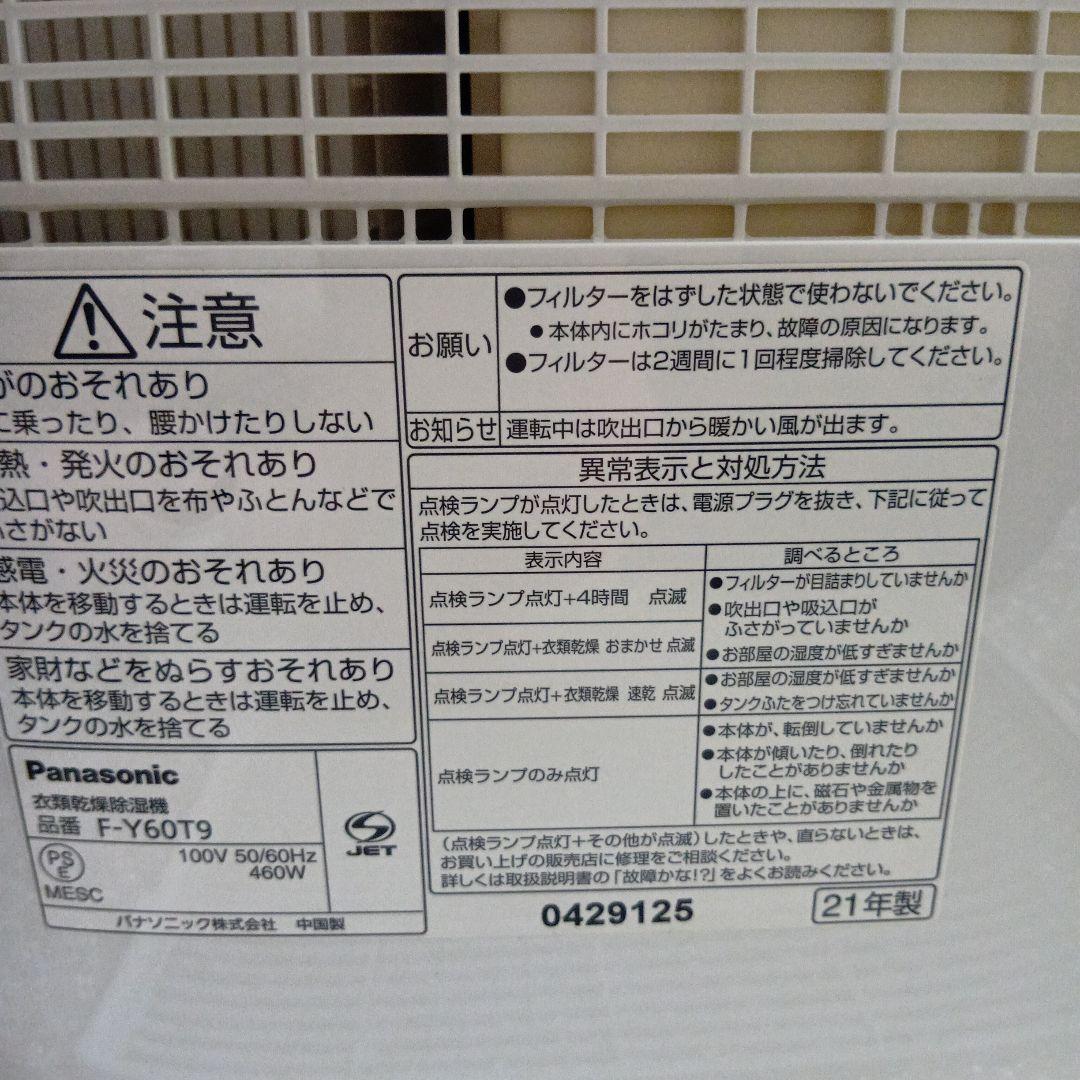 注意
がのおそれあり
に乗ったり、腰かけたりしない
熱・発火のおそれあり
込口や吹出口を布やふとんなどで
ふさがない
感電・火災のおそれあり
本体を移動するときは運転を止め、
タンクの水を捨てる
家財などをぬらすおそれあり
本体を移動するときは運転を止め、
タンクの水を捨てる
Panasonic
衣類乾燥除湿機
品番 F-Y60T9
PS
E
MESC
100V 50/60Hz
460W
JET
パナソニック株式会社 中国製
お願い
●フィルターをはずした状態で使わないでください。
●本体内にホコリがたまり、故障の原因になります。
●フィルターは2週間に1回程度掃除してください。
お知らせ 運転中は吹出口から暖かい風が出ます。
異常表示と対処方法
点検ランプが点灯したときは、電源プラグを抜き、下記に従って
点検を実施してください。
表示内容 調べるところ
点検ランプ点灯+4時間 点滅
点検ランプ点灯+衣類乾燥 おまかせ 点滅
●フィルターが目詰まりしていませんか
●吹出口や吸込口が
ふさがっていませんか
●お部屋の湿度が低すぎませんか
点検ランプ点灯+衣類乾燥 速乾 点滅
●お部屋の湿度が低すぎませんか
●タンクふたをつけ忘れていませんか
点検ランプのみ点灯
●本体が、転倒していませんか
●本体が傾いたり、倒れたり
したことがありませんか
●本体の上に、磁石や金属物を
置いたことがありませんか
(点検ランプ点灯+その他が点滅)したときや、直らないときは、
お買い上げの販売店に修理をご相談ください。
詳しくは取扱説明書の「故障かな!?」をよくお読みください。
0429125
21年製